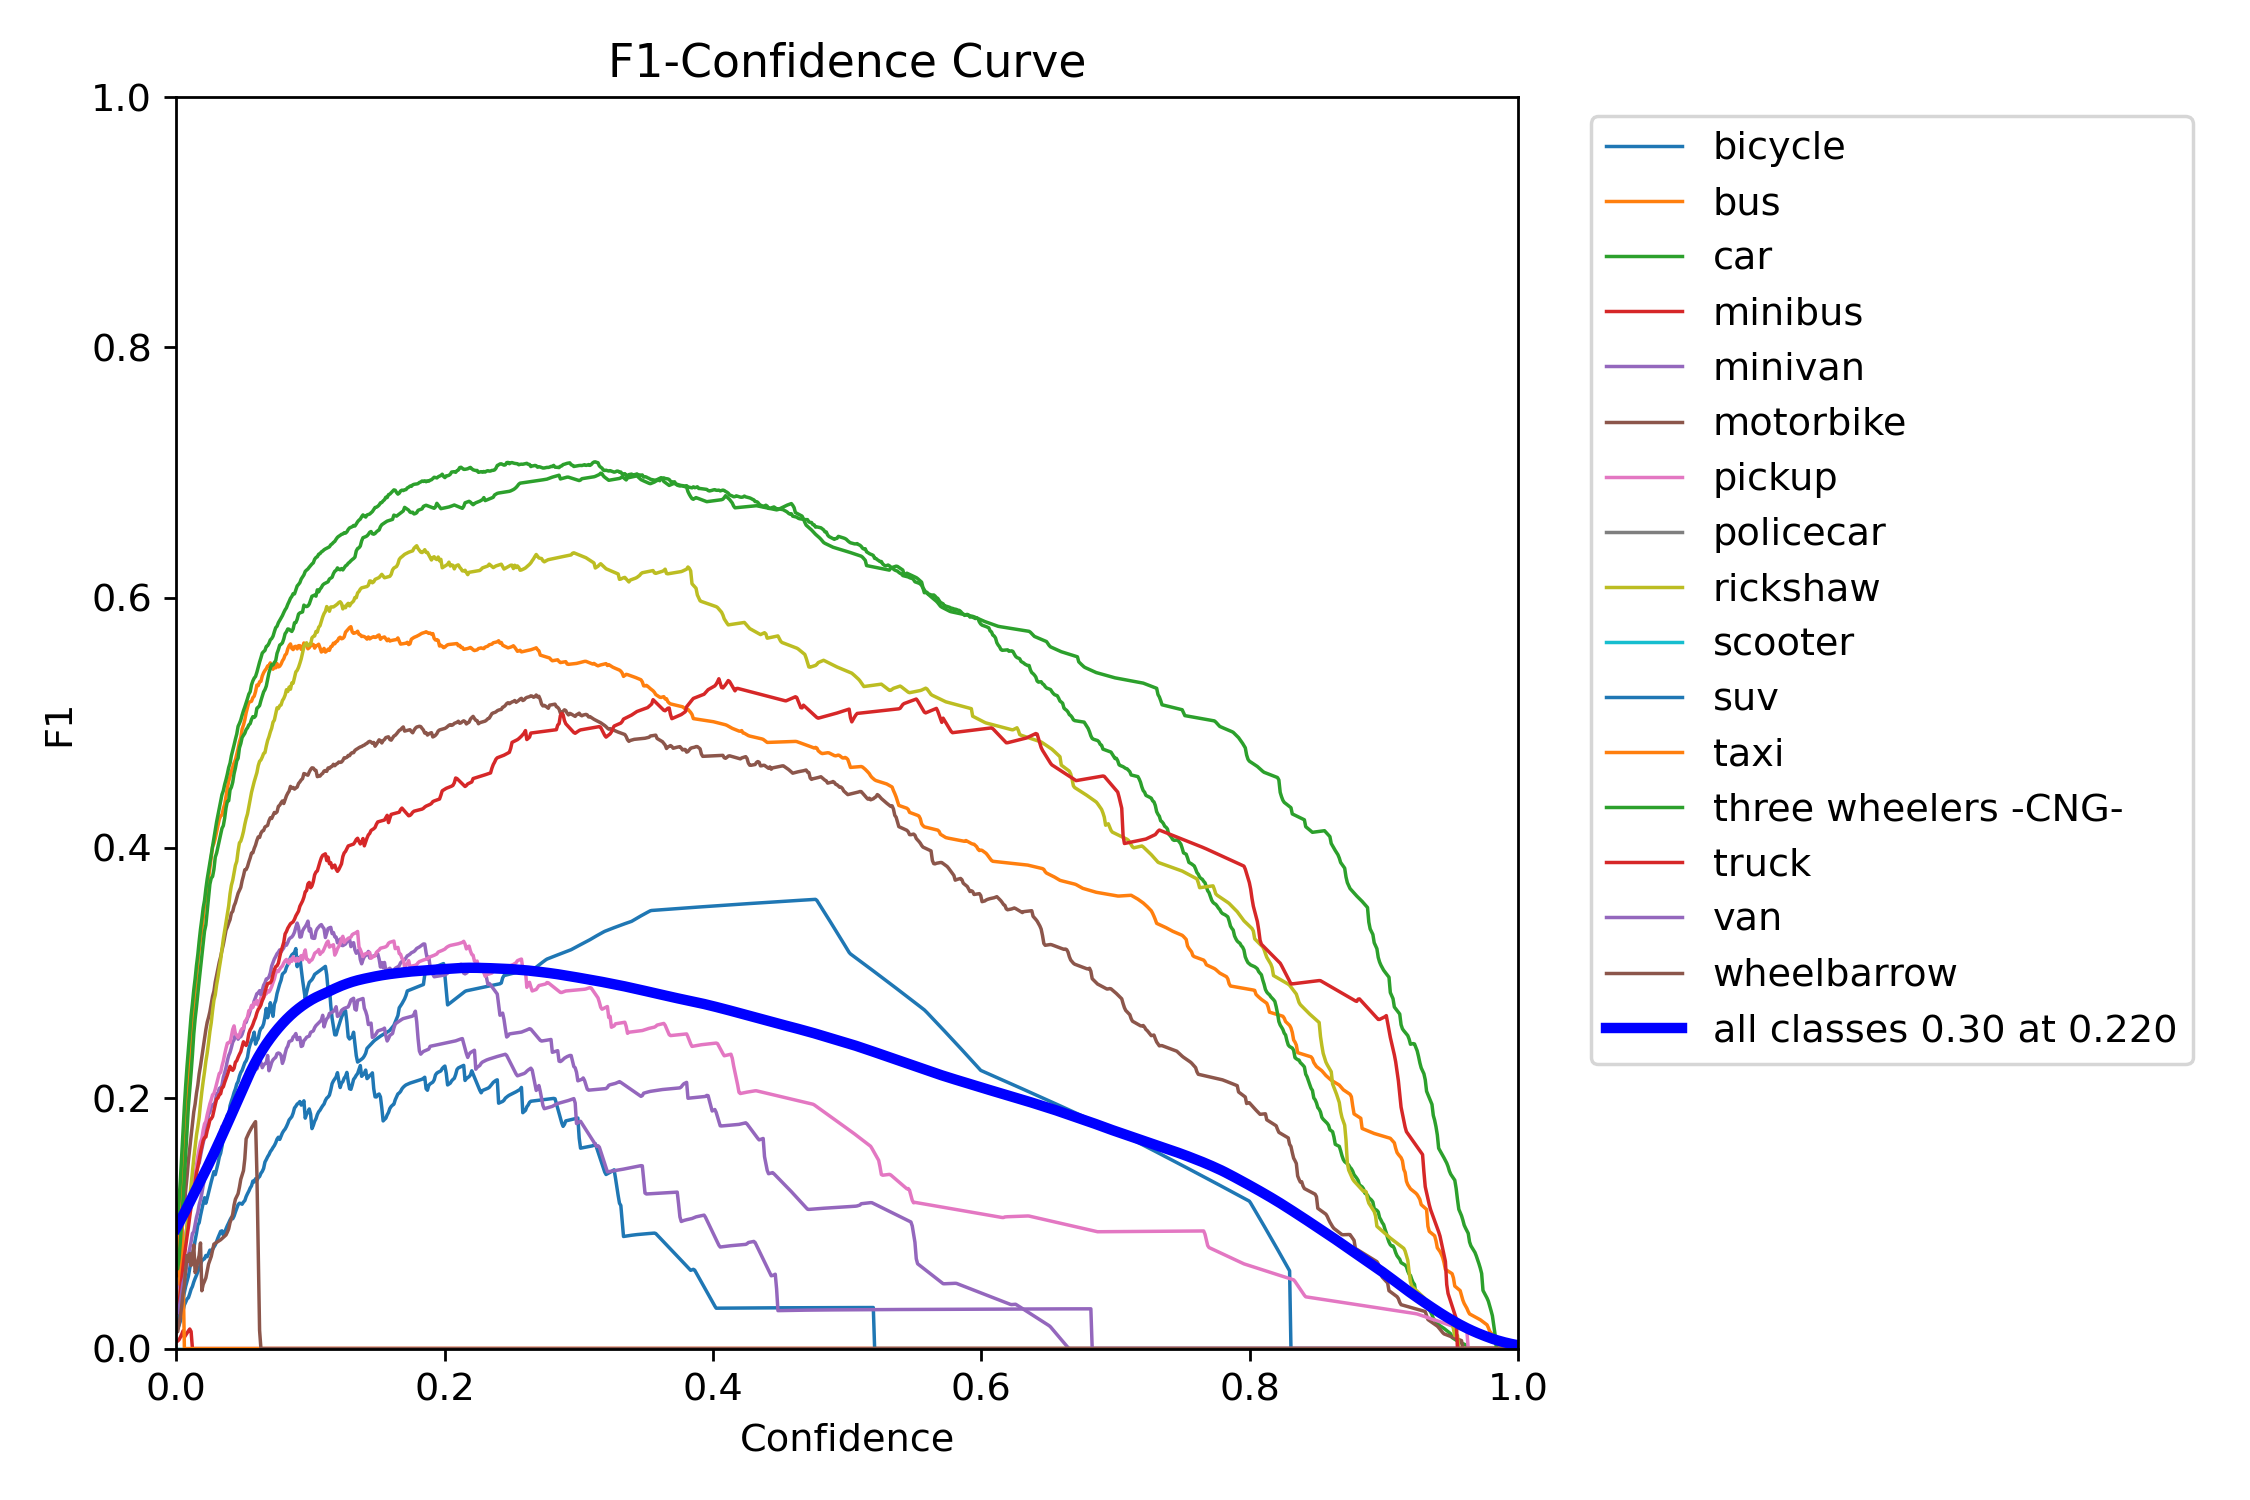 F1-Confidence Curve
1.0
0.8
0.6
0.4
0.2
0.0
F1
0.0 0.2 0.4 0.6 0.8 1.0
Confidence
bicycle
bus
car
minibus
minivan
motorbike
pickup
policecar
rickshaw
scooter
suv
taxi
three wheelers -CNG-
truck
van
wheelbarrow
all classes 0.30 at 0.220